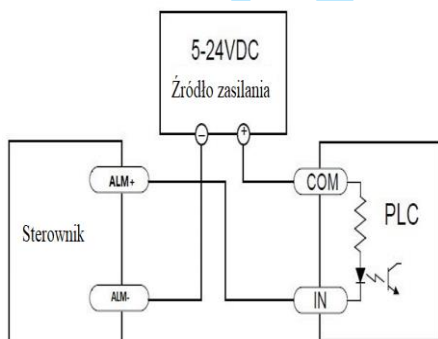 5-24VDC
Źródło zasilania
−
+
ALM+
COM
Sterownik
PLC
ALM-
IN